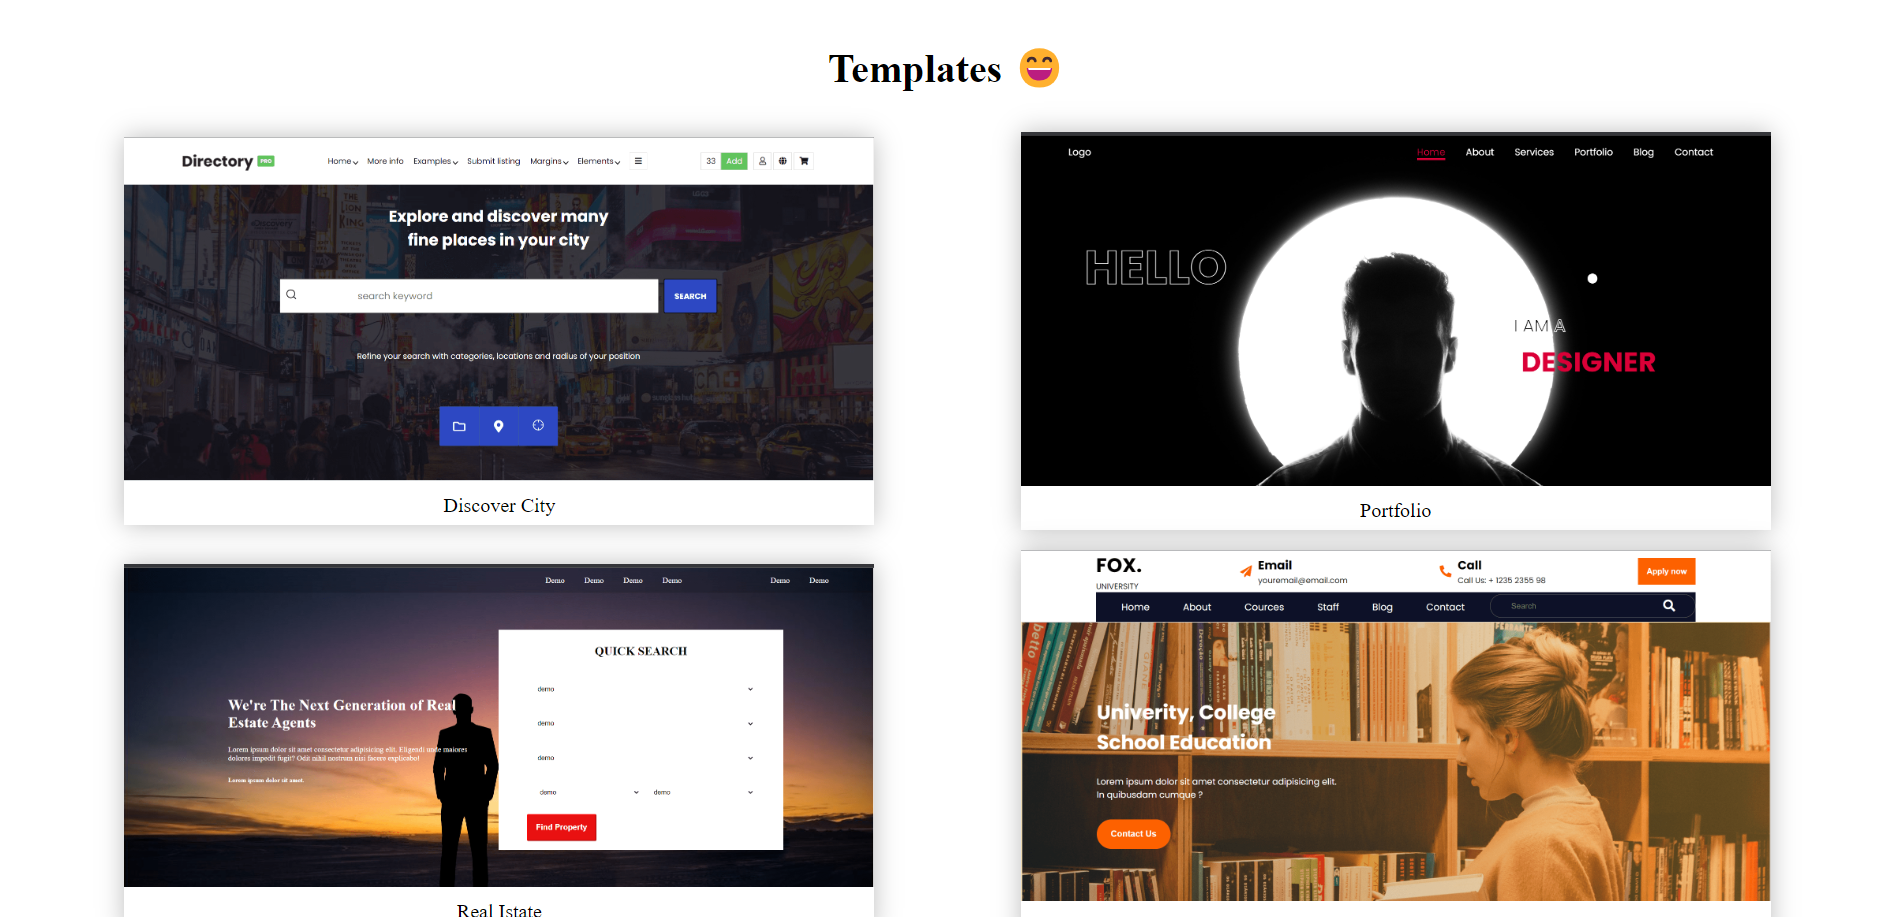 Templates 😄
Directory PRO
Home More info Examples Submit listing Margins Elements
33 Add
Explore and discover many
fine places in your city
search keyword
SEARCH
Refine your search with categories, locations and radius of your position
Discover City
Logo
Home About Services Portfolio Blog Contact
HELLO
I AM A
DESIGNER
Portfolio
Demo Demo Demo Demo Demo Demo
QUICK SEARCH
demo
demo
demo
demo demo
Find Property
We're The Next Generation of Real
Estate Agents
Lorem ipsum dolor sit amet consectetur adipisicing elit. Eligendi unde maiores
dolores impedit fugit? Odit nihil nostrum nisi facere explicabo!
Lorem ipsum dolor sit amet.
Real Istate
FOX.
UNIVERSITY
Email
youremail@email.com
Call
Call Us: + 1235 2355 98
Apply now
Home About Cources Staff Blog Contact
Search
Univerity, College
School Education
Lorem ipsum dolor sit amet consectetur adipisicing elit.
In quibusdam cumque ?
Contact Us